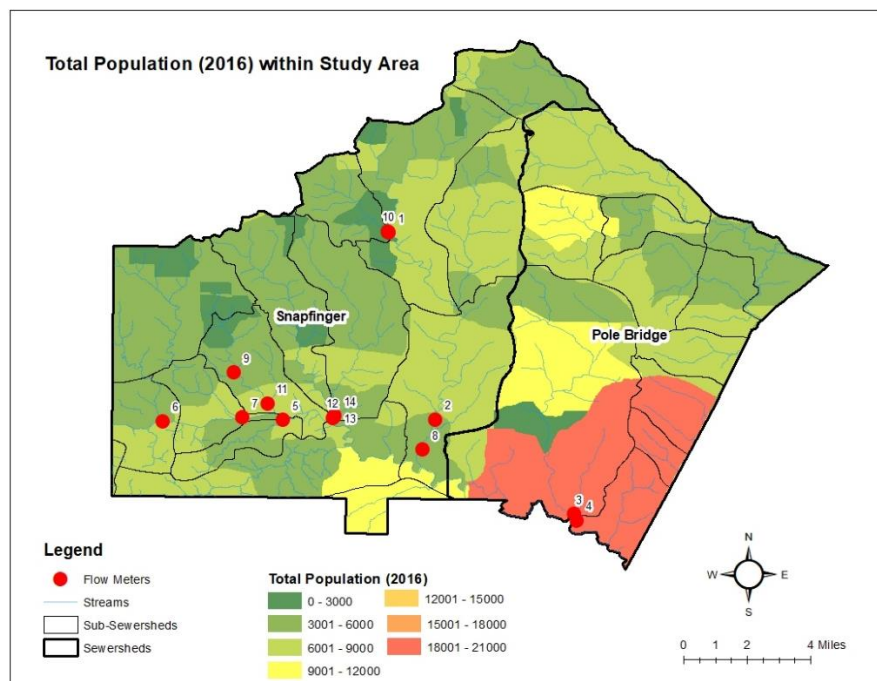 Total Population (2016) within Study Area
10 1
Snapfinger
Pole Bridge
9
11
6
7
5
12
14
13
2
8
3
4
Legend
Flow Meters
Streams
Sub-Sewersheds
Sewersheds
Total Population (2016)
0 - 3000
3001 - 6000
6001 - 9000
9001 - 12000
12001 - 15000
15001 - 18000
18001 - 21000
N
W E
S
0 2 4 Miles